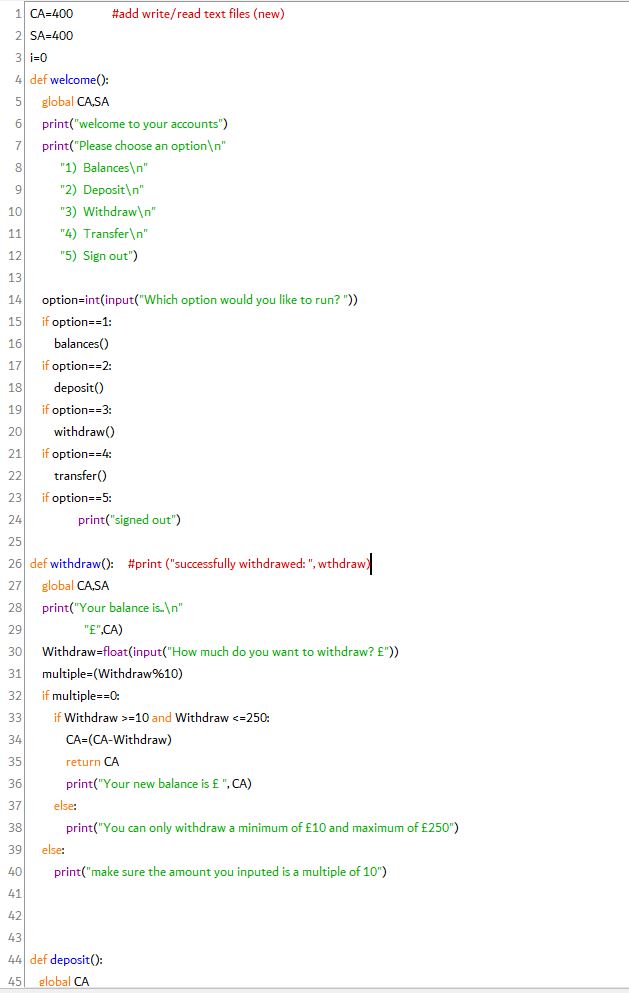 1 CA=400 #add write/read text files (new)
2 SA=400
3 i=0
4 def welcome():
5 global CA,SA
6 print("welcome to your accounts")
7 print("Please choose an option\n"
8 "1) Balances\n"
9 "2) Deposit\n"
10 "3) Withdraw\n"
11 "4) Transfer\n"
12 "5) Sign out")
13
14 option=int(input("Which option would you like to run? "))
15 if option==1:
16 balances()
17 if option==2:
18 deposit()
19 if option==3:
20 withdraw()
21 if option==4:
22 transfer()
23 if option==5:
24 print("signed out")
25
26 def withdraw(): #print ("successfully withdrawed: ", wthdraw)
27 global CA,SA
28 print("Your balance is..\n"
29 "£",CA)
30 Withdraw=float(input("How much do you want to withdraw? £"))
31 multiple=(Withdraw%10)
32 if multiple==0:
33 if Withdraw >=10 and Withdraw <=250:
34 CA=(CA-Withdraw)
35 return CA
36 print("Your new balance is £ ", CA)
37 else:
38 print("You can only withdraw a minimum of £10 and maximum of £250")
39 else:
40 print("make sure the amount you inputed is a multiple of 10")
41
42
43
44 def deposit():
45 global CA